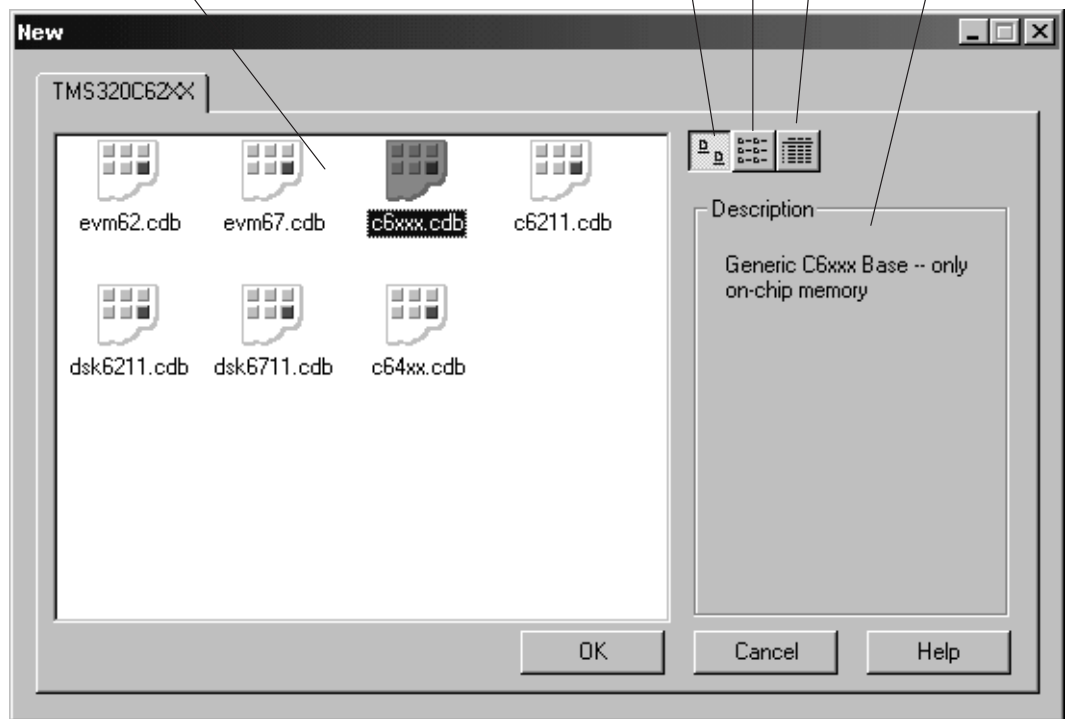 New
TMS320C62XX
evm62.cdb evm67.cdb c6xxx.cdb c6211.cdb
dsk6211.cdb dsk6711.cdb c64xx.cdb
Description
Generic C6xxx Base -- only
on-chip memory
OK Cancel Help